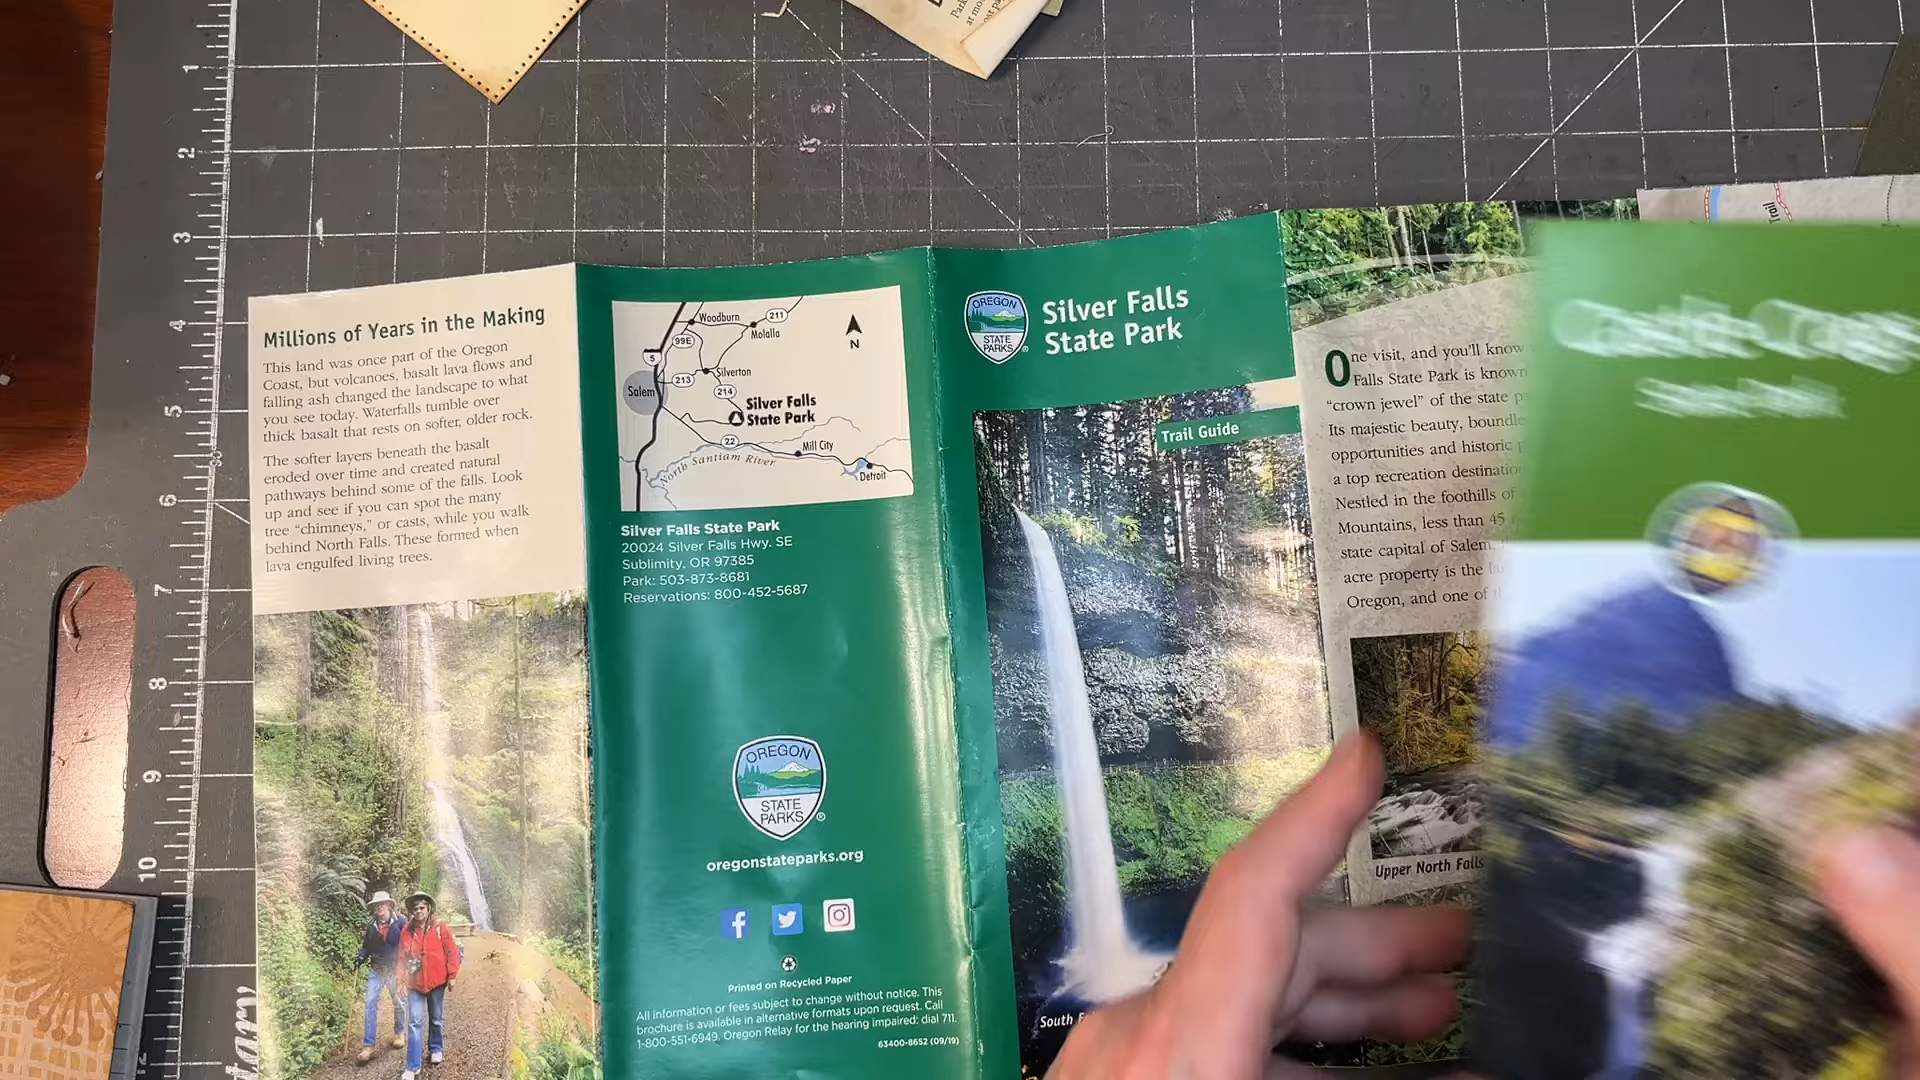 1
2
3
4
5
6
7
8
9
10
Trail
Millions of Years in the Making
This land was once part of the Oregon
Coast, but volcanoes, basalt lava flows and
falling ash changed the landscape to what
you see today. Waterfalls tumble over
thick basalt that rests on softer, older rock.
The softer layers beneath the basalt
eroded over time and created natural
pathways behind some of the falls. Look
up and see if you can spot the many
tree “chimneys,” or casts, while you walk
behind North Falls. These formed when
lava engulfed living trees.
Woodburn
211
Molalla
99E
N
5
Silverton
213
214
Salem
Silver Falls
State Park
22
Mill City
North Santiam River
Detroit
Silver Falls State Park
20024 Silver Falls Hwy. SE
Sublimity, OR 97385
Park: 503-873-8681
Reservations: 800-452-5687
OREGON
STATE
PARKS
®
oregonstateparks.org
Printed on Recycled Paper
All information or fees subject to change without notice. This
brochure is available in alternative formats upon request. Call
1-800-551-6949. Oregon Relay for the hearing impaired: dial 711.
63400-8652 (09/19)
OREGON
STATE
PARKS
®
Silver Falls
State Park
Trail Guide
South
One visit, and you’ll know
Falls State Park is known
“crown jewel” of the state
Its majestic beauty,
opportunities and historic
a top recreation destination
Nestled in the foothills of
Mountains, less than 45
state capital of Salem,
acre property is the
Oregon, and one of
Upper North Falls